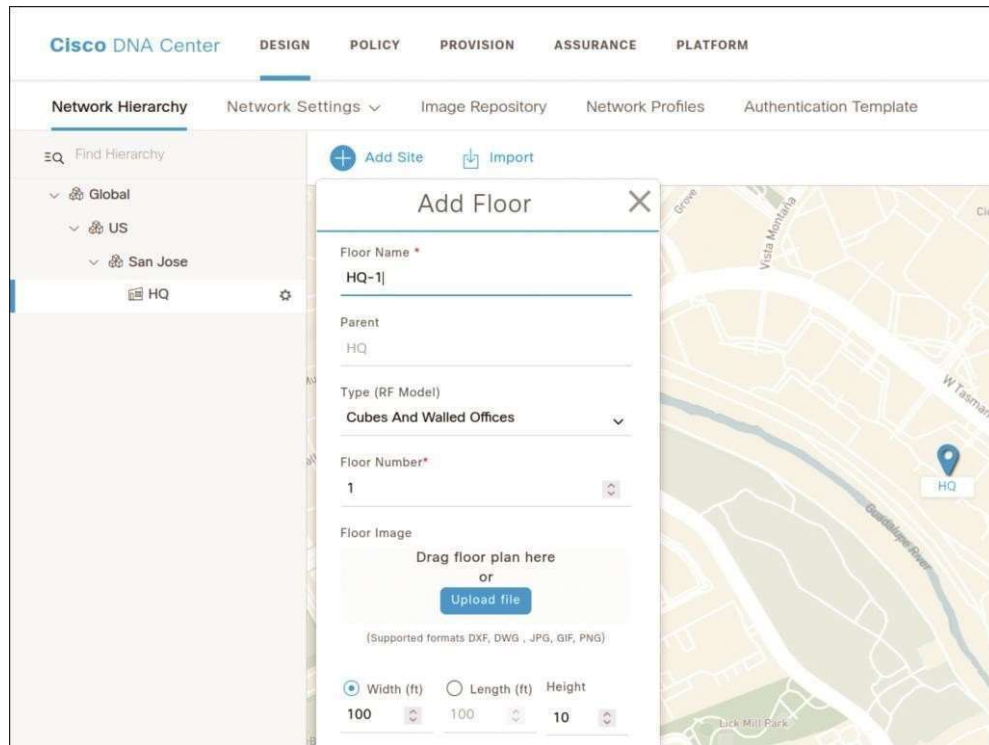 Cisco DNA Center DESIGN POLICY PROVISION ASSURANCE PLATFORM
Network Hierarchy Network Settings Image Repository Network Profiles Authentication Template
Find Hierarchy
Add Site Import
Global
US
San Jose
HQ
Add Floor
Floor Name *
HQ-1
Parent
HQ
Type (RF Model)
Cubes And Walled Offices
Floor Number*
1
Floor Image
Drag floor plan here
or
Upload file
(Supported formats DXF, DWG , JPG, GIF, PNG)
Width (ft) Length (ft) Height
100 100 10
Grove
Vista Montaña
W Tasman
HQ
Guadalupe River
Lick Mill Park